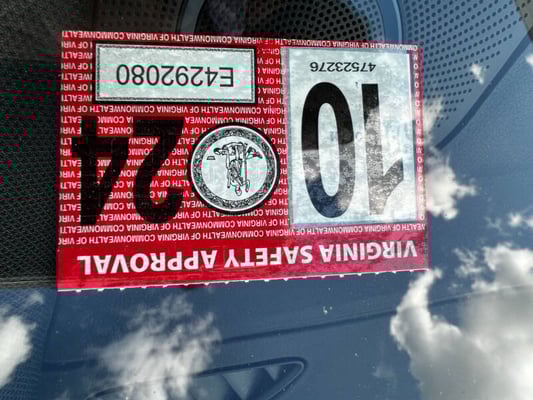 VIRGINIA SAFETY APPROVAL
COMMONWEALTH OF VIRGINIA
10
24
47523276
E4292080